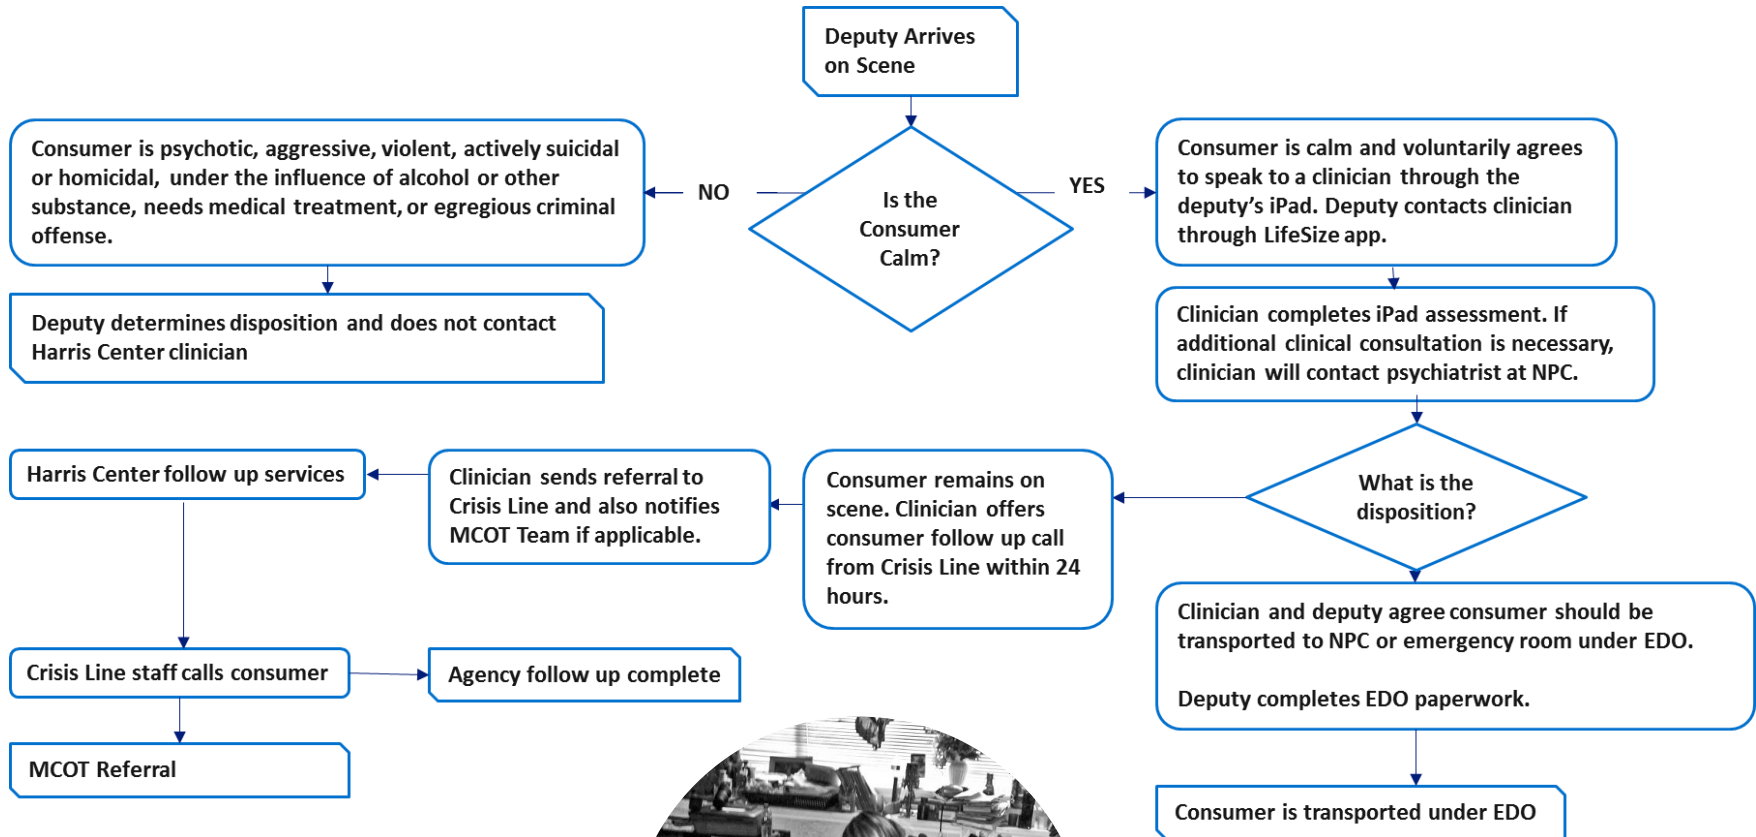 Deputy Arrives
on Scene
Consumer is psychotic, aggressive, violent, actively suicidal
or homicidal, under the influence of alcohol or other
substance, needs medical treatment, or egregious criminal
offense.
NO
Is the
Consumer
Calm?
YES
Consumer is calm and voluntarily agrees
to speak to a clinician through the
deputy’s iPad. Deputy contacts clinician
through LifeSize app.
Deputy determines disposition and does not contact
Harris Center clinician
Clinician completes iPad assessment. If
additional clinical consultation is necessary,
clinician will contact psychiatrist at NPC.
What is the
disposition?
Consumer remains on
scene. Clinician offers
consumer follow up call
from Crisis Line within 24
hours.
Clinician sends referral to
Crisis Line and also notifies
MCOT Team if applicable.
Harris Center follow up services
Clinician and deputy agree consumer should be
transported to NPC or emergency room under EDO.
Deputy completes EDO paperwork.
Crisis Line staff calls consumer
Agency follow up complete
MCOT Referral
Consumer is transported under EDO